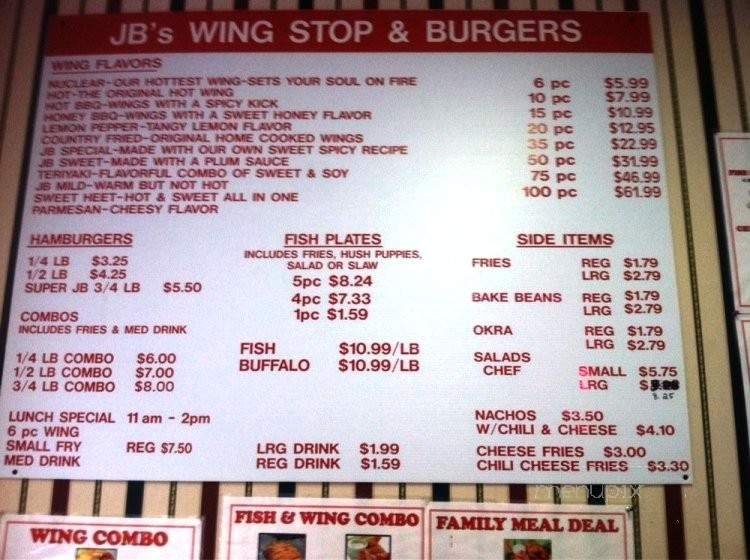 JB's WING STOP & BURGERS
WING FLAVORS
NUCLEAR-OUR HOTTEST WING-SETS YOUR SOUL ON FIRE
HOT-THE ORIGINAL HOT WING
HOT BBQ-WINGS WITH A SPICY KICK
HONEY BBQ-WINGS WITH A SWEET HONEY FLAVOR
LEMON PEPPER-TANGY LEMON FLAVOR
COUNTRY FRIED-ORIGINAL HOME COOKED WINGS
JB SPECIAL-MADE WITH OUR OWN SWEET SPICY RECIPE
JB SWEET-MADE WITH A PLUM SAUCE
TERIYAKI-FLAVORFUL COMBO OF SWEET & SOY
JB MILD-WARM BUT NOT HOT
SWEET HEET-HOT & SWEET ALL IN ONE
PARMESAN-CHEESY FLAVOR
6 pc $5.99
10 pc $7.99
15 pc $10.99
20 pc $12.95
35 pc $22.99
50 pc $31.99
75 pc $46.99
100 pc $61.99
HAMBURGERS
1/4 LB $3.25
1/2 LB $4.25
SUPER JB 3/4 LB $5.50
COMBOS
INCLUDES FRIES & MED DRINK
1/4 LB COMBO $6.00
1/2 LB COMBO $7.00
3/4 LB COMBO $8.00
LUNCH SPECIAL 11 am - 2pm
6 pc WING
SMALL FRY REG $7.50
MED DRINK
FISH PLATES
INCLUDES FRIES, HUSH PUPPIES,
SALAD OR SLAW
5pc $8.24
4pc $7.33
1pc $1.59
FISH $10.99/LB
BUFFALO $10.99/LB
LRG DRINK $1.99
REG DRINK $1.59
SIDE ITEMS
FRIES REG $1.79
LRG $2.79
BAKE BEANS REG $1.79
LRG $2.79
OKRA REG $1.79
LRG $2.79
SALADS
CHEF SMALL $5.75
LRG $
8.25
NACHOS $3.50
W/CHILI & CHEESE $4.10
CHEESE FRIES $3.00
CHILI CHEESE FRIES $3.30
menupix
WING COMBO
FISH & WING COMBO
FAMILY MEAL DEAL